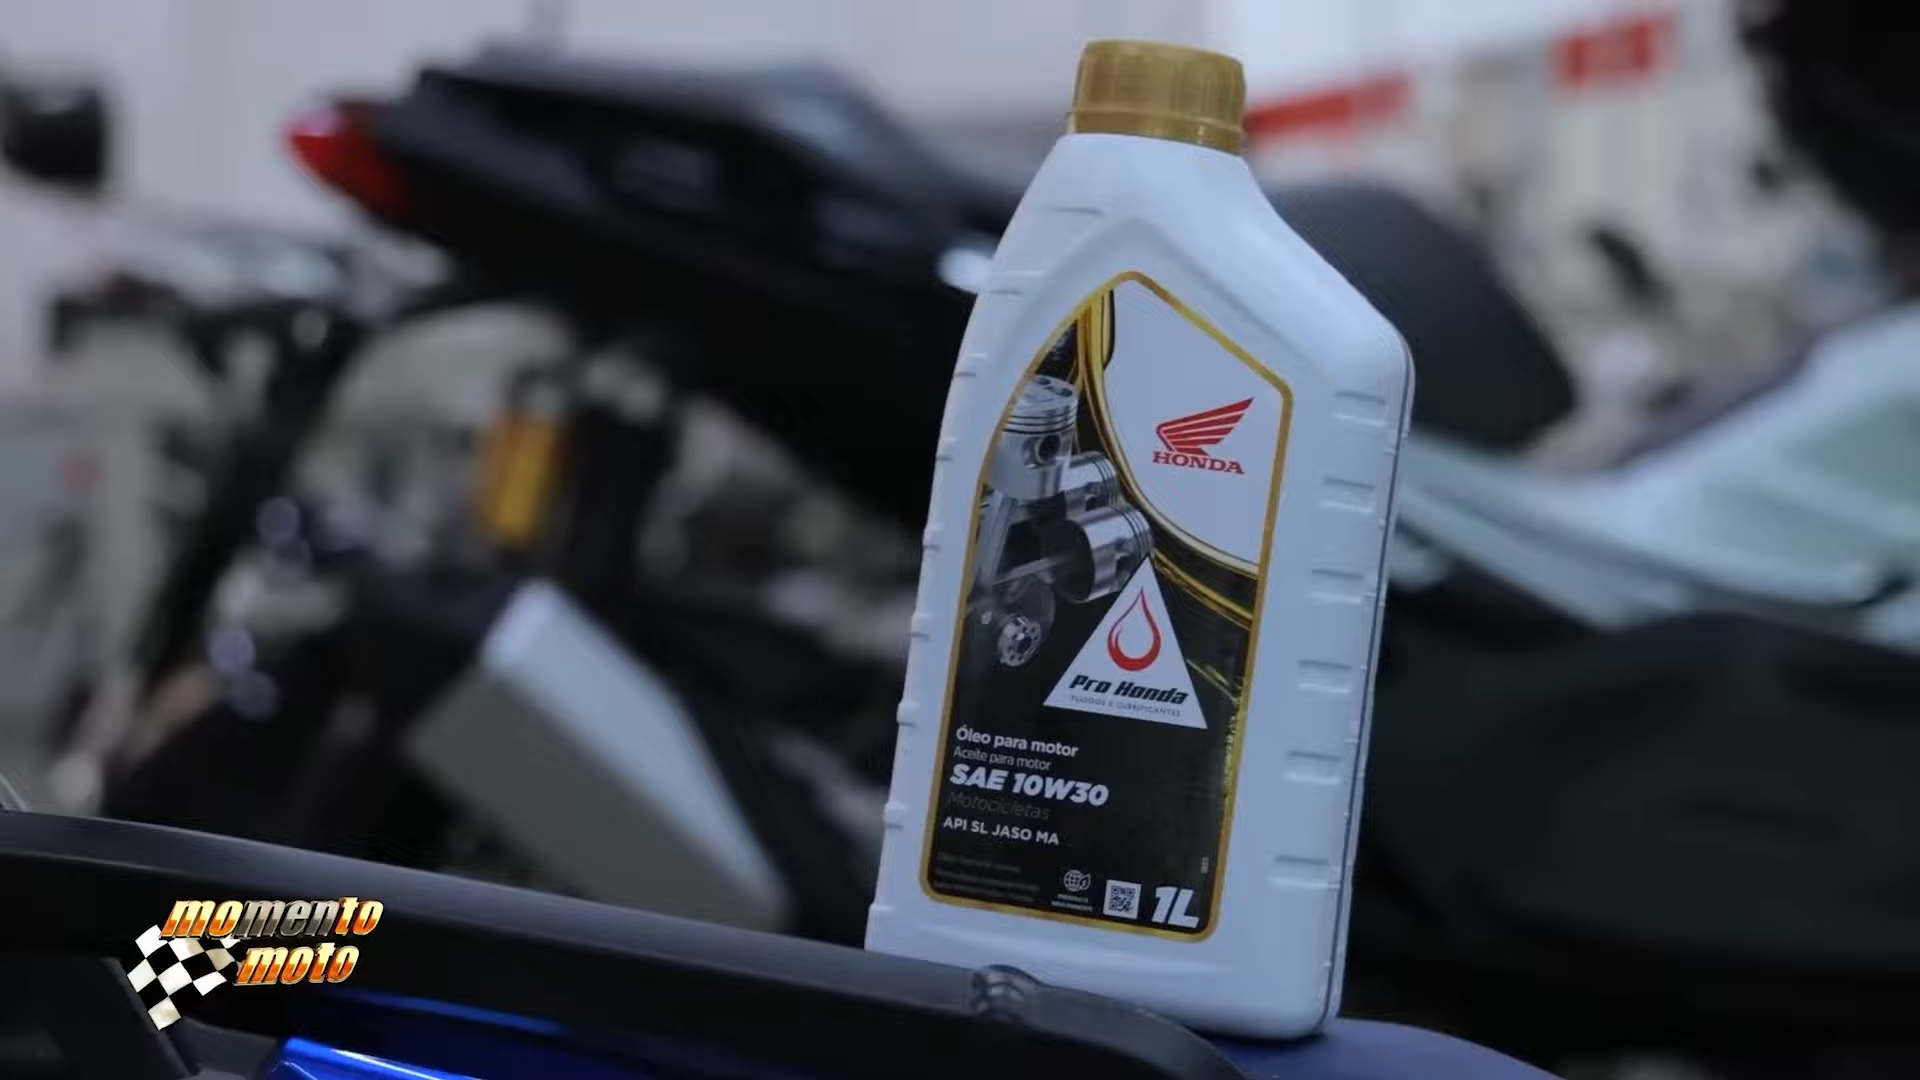 HONDA
Pro Honda
FLUIDOS E LUBRIFICANTES
Óleo para motor
Aceite para motor
SAE 10W30
Motocicletas
API SL JASO MA
1L
momento
moto